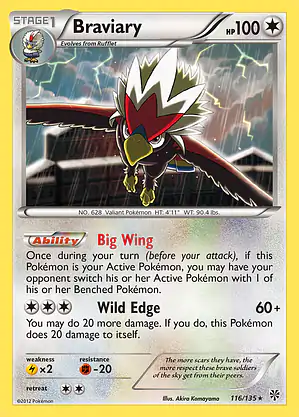 STAGE1 Braviary HP100
Evolves from Rufflet
NO. 628 Valiant Pokémon HT: 4'11" WT: 90.4 lbs.
Ability Big Wing
Once during your turn (before your attack), if this
Pokémon is your Active Pokémon, you may have your
opponent switch his or her Active Pokémon with 1 of
his or her Benched Pokémon.
Wild Edge 60+
You may do 20 more damage. If you do, this Pokémon
does 20 damage to itself.
weakness resistance
×2 -20
retreat
The more scars they have, the more
respect these brave soldiers
of the sky get from their peers.
©2012 Pokémon Illus. Akira Komayama 116/135